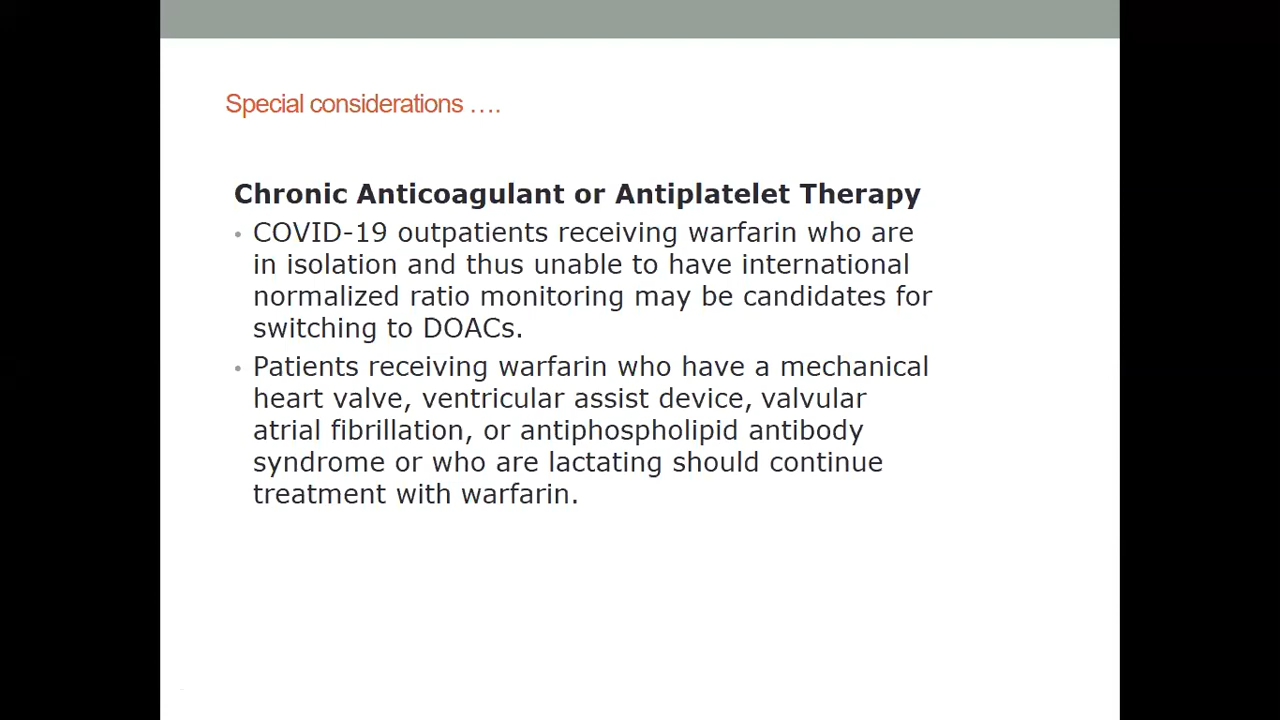 Special considerations ....
Chronic Anticoagulant or Antiplatelet Therapy
• COVID-19 outpatients receiving warfarin who are
in isolation and thus unable to have international
normalized ratio monitoring may be candidates for
switching to DOACs.
• Patients receiving warfarin who have a mechanical
heart valve, ventricular assist device, valvular
atrial fibrillation, or antiphospholipid antibody
syndrome or who are lactating should continue
treatment with warfarin.